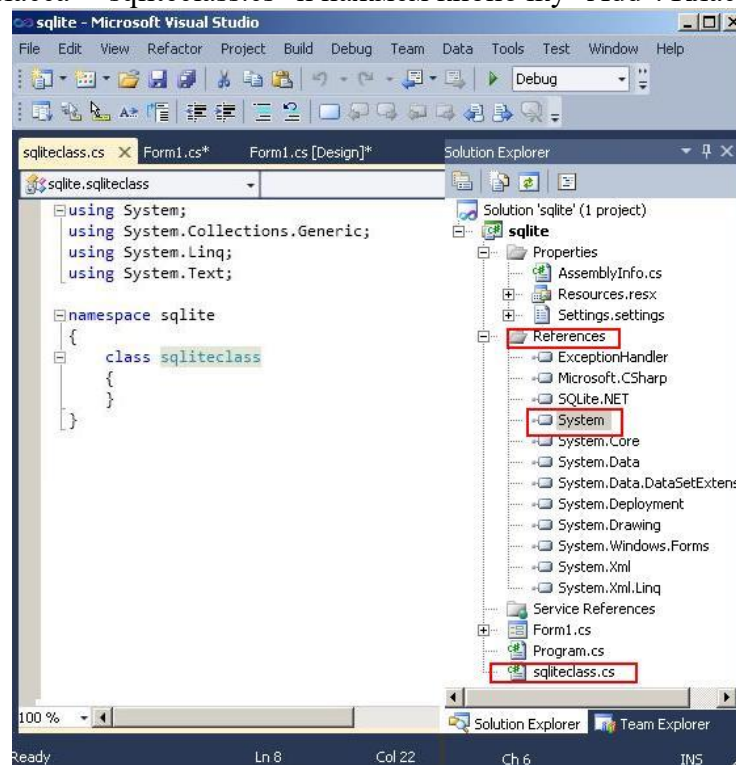 sqliteclass.cs
sqlite - Microsoft Visual Studio
File Edit View Refactor Project Build Debug Team Data Tools Test Window Help
Debug
sqliteclass.cs Form1.cs* Form1.cs [Design]*
sqlite.sqliteclass
using System;
using System.Collections.Generic;
using System.Linq;
using System.Text;
namespace sqlite
{
class sqliteclass
{
}
}
100 %
Solution Explorer
Solution 'sqlite' (1 project)
sqlite
Properties
AssemblyInfo.cs
Resources.resx
Settings.settings
References
ExceptionHandler
Microsoft.CSharp
SQLite.NET
System
System.Core
System.Data
System.Data.DataSetExtens
System.Deployment
System.Drawing
System.Windows.Forms
System.Xml
System.Xml.Linq
Service References
Form1.cs
Program.cs
sqliteclass.cs
Solution Explorer Team Explorer
Ready Ln 8 Col 22 Ch 6 INS